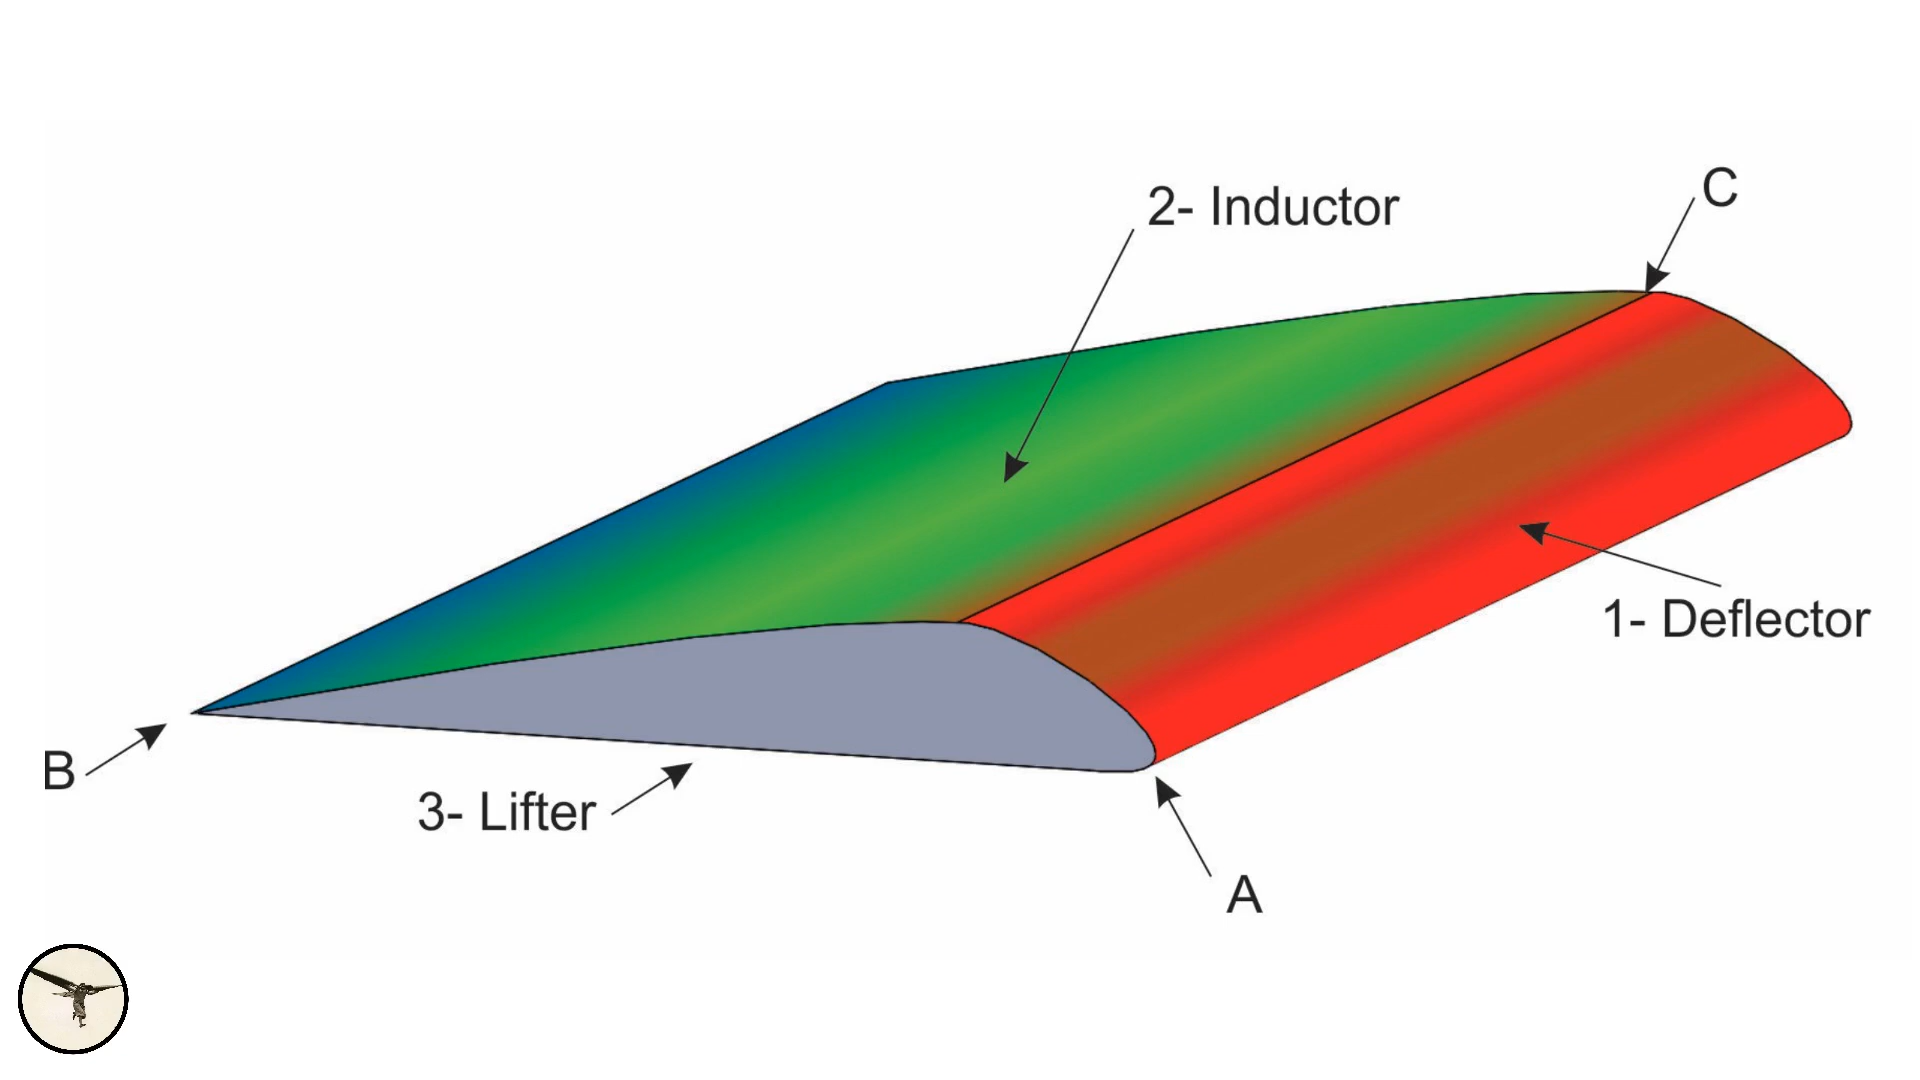 C
2- Inductor
1- Deflector
B
3- Lifter
A